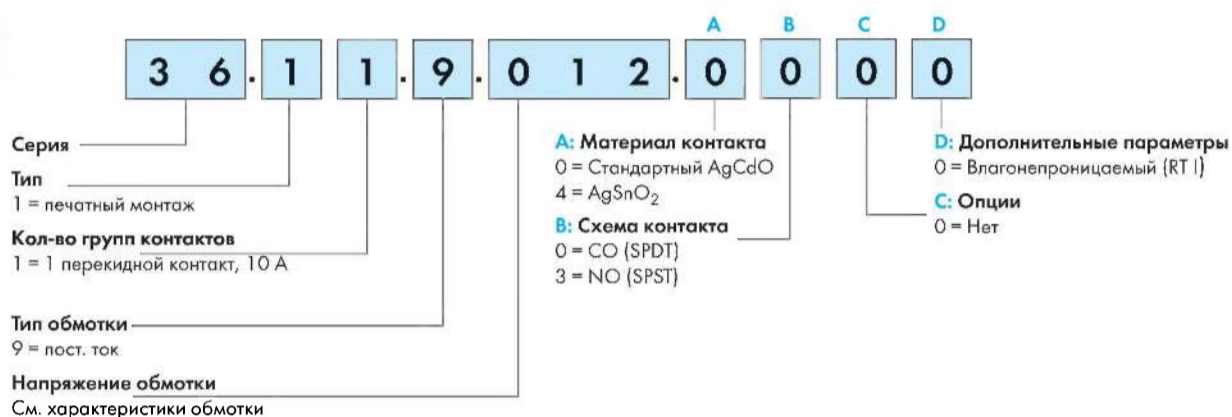 A B C D
3 6 . 1 1 . 9 . 0 1 2 . 0 0 0 0
Серия
Тип
1 = печатный монтаж
Кол-во групп контактов
1 = 1 перекидной контакт, 10 А
Тип обмотки
9 = пост. ток
Напряжение обмотки
См. характеристики обмотки
A: Материал контакта
0 = Стандартный AgCdO
4 = AgSnO₂
B: Схема контакта
0 = CO (SPDT)
3 = NO (SPST)
D: Дополнительные параметры
0 = Влагонепроницаемый (RT I)
C: Опции
0 = Нет